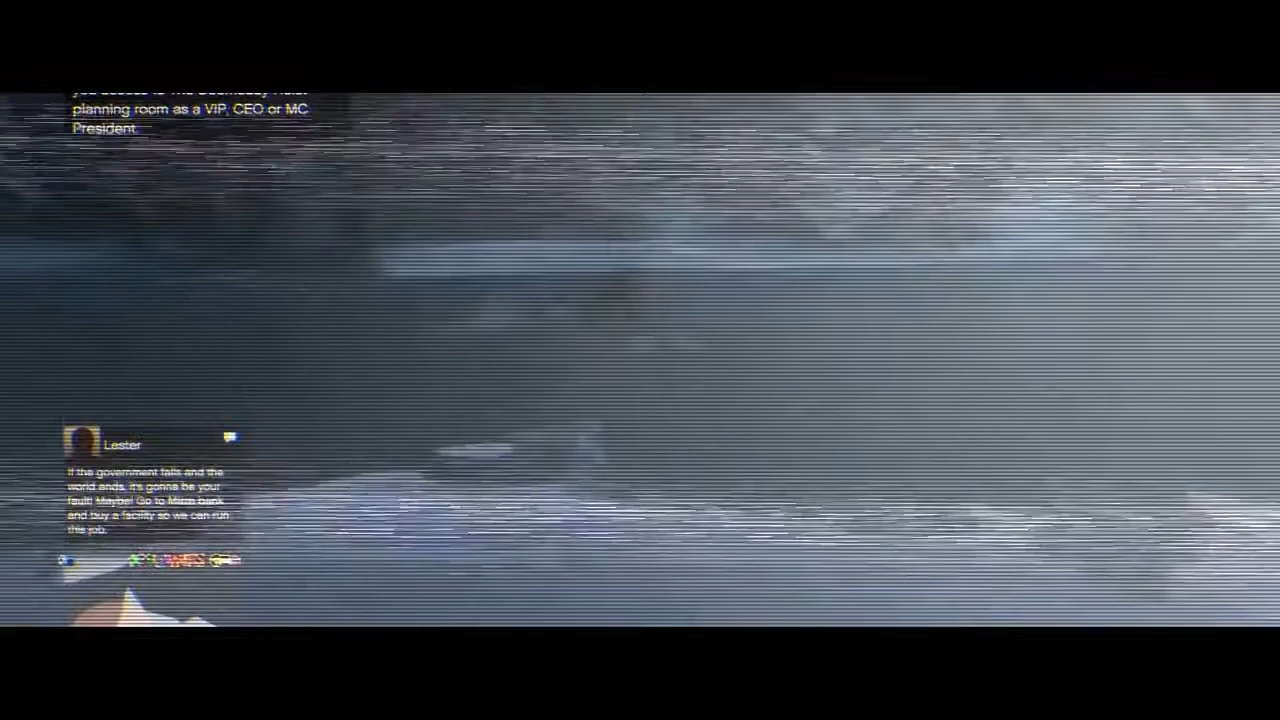 planning room as a VIP, CEO or MC
President.
Lester
If the government falls and the
world ends, it's gonna be your
fault! Maybe! Go to Maze bank
and buy a facility so we can run
this job.